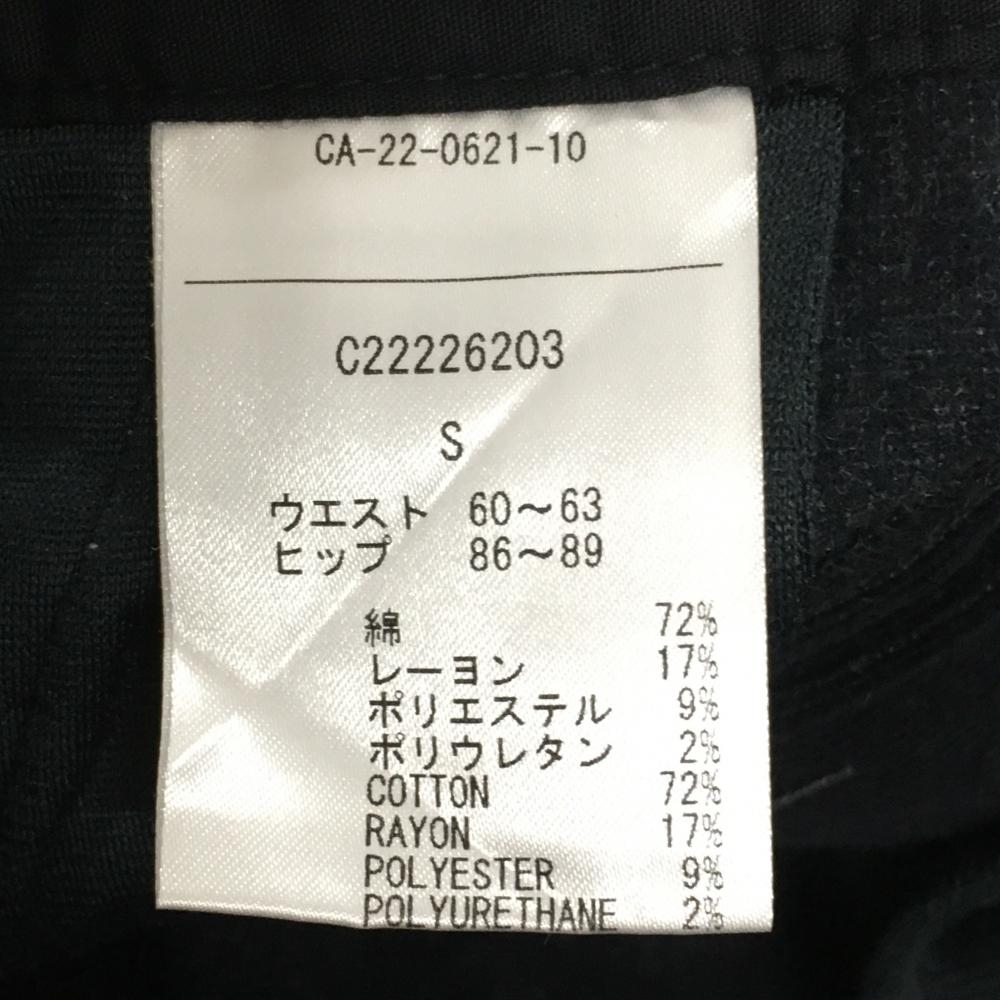 CA-22-0621-10
C22226203
S
ウエスト 60～63
ヒップ 86～89
綿 72%
レーヨン 17%
ポリエステル 9%
ポリウレタン 2%
COTTON 72%
RAYON 17%
POLYESTER 9%
POLYURETHANE 2%